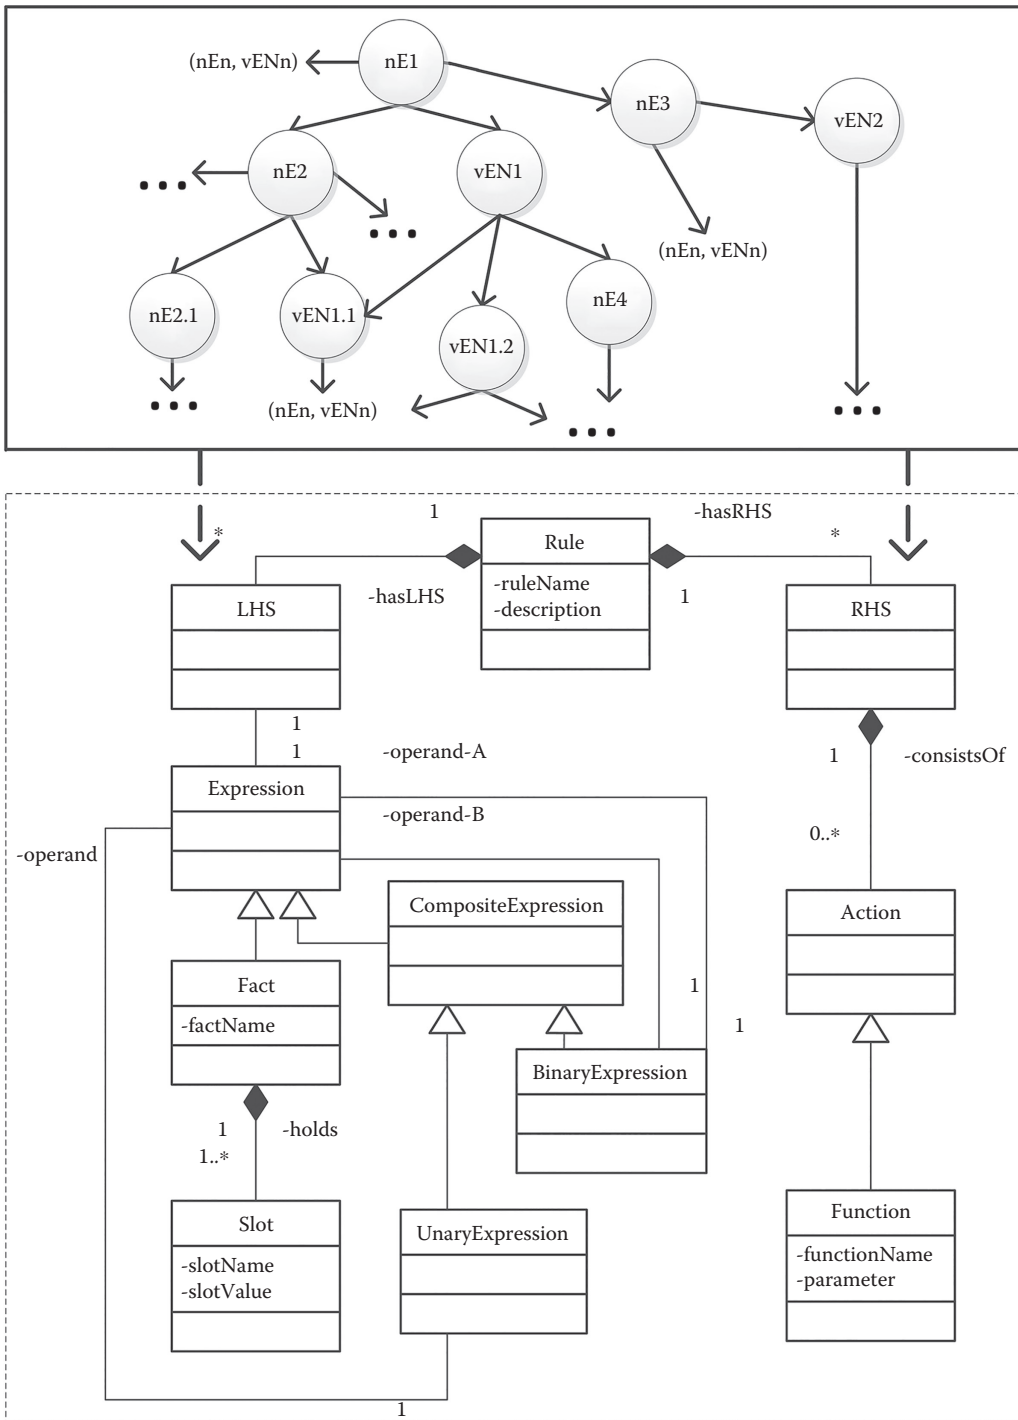 (nEn, vENn)
nE1
nE3
vEN2
nE2
vEN1
...
...
(nEn, vENn)
nE2.1
vEN1.1
vEN1.2
nE4
...
(nEn, vENn)
...
...
1
-hasRHS
*
Rule
*
-ruleName
-description
-hasLHS
1
LHS
RHS
1
1
-operand-A
1
-consistsOf
Expression
-operand-B
-operand
0..*
CompositeExpression
Action
Fact
-factName
1
1
BinaryExpression
1
-holds
1..*
Slot
-slotName
-slotValue
UnaryExpression
Function
-functionName
-parameter
1